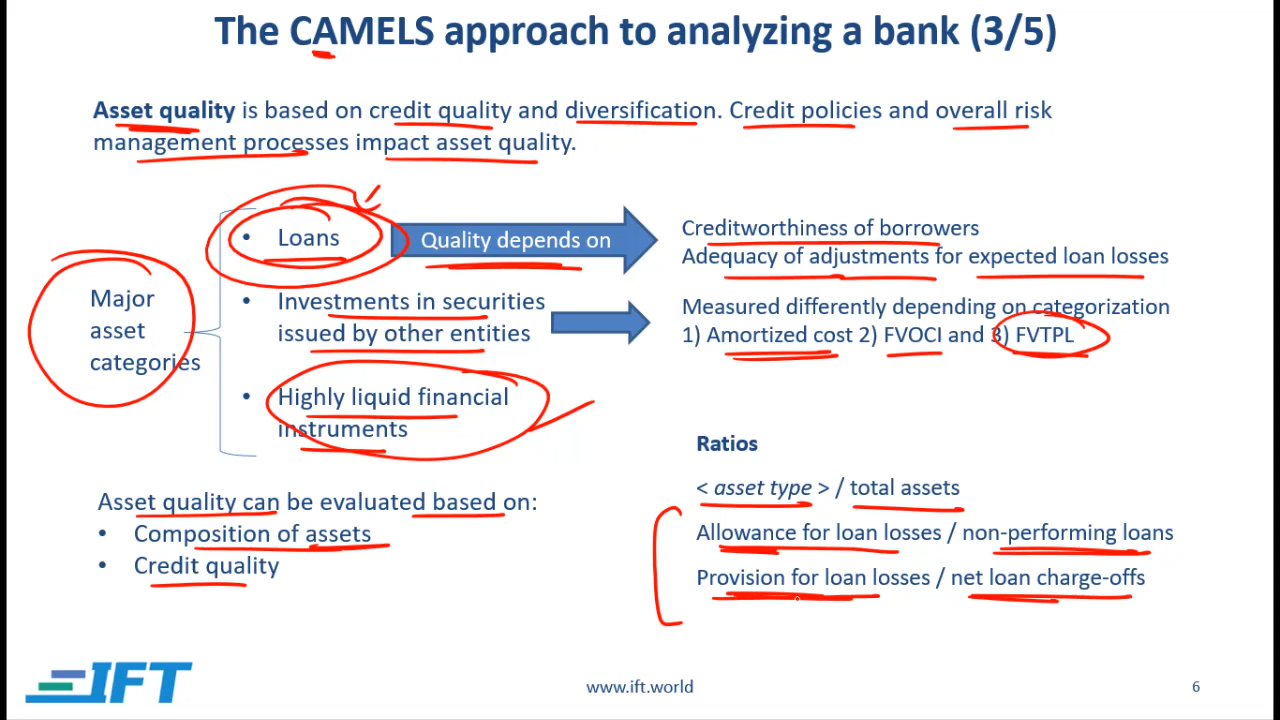 The CAMELS approach to analyzing a bank (3/5)
Asset quality is based on credit quality and diversification. Credit policies and overall risk
management processes impact asset quality.
Major
asset
categories
• Loans
Quality depends on
Creditworthiness of borrowers
Adequacy of adjustments for expected loan losses
• Investments in securities
issued by other entities
Measured differently depending on categorization
1) Amortized cost 2) FVOCI and 3) FVTPL
• Highly liquid financial
instruments
Asset quality can be evaluated based on:
• Composition of assets
• Credit quality
Ratios
< asset type > / total assets
Allowance for loan losses / non-performing loans
Provision for loan losses / net loan charge-offs
IFT
www.ift.world
6